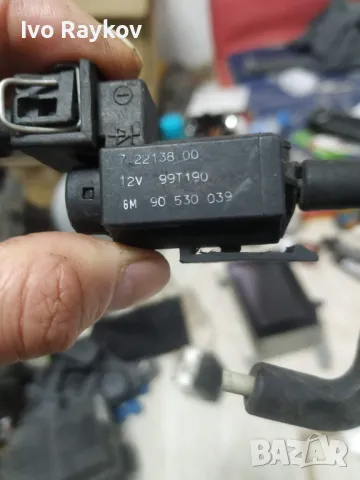 Ivo Raykov
7.22138 00
12V 99T190
GM 90 530 039
BAZAR